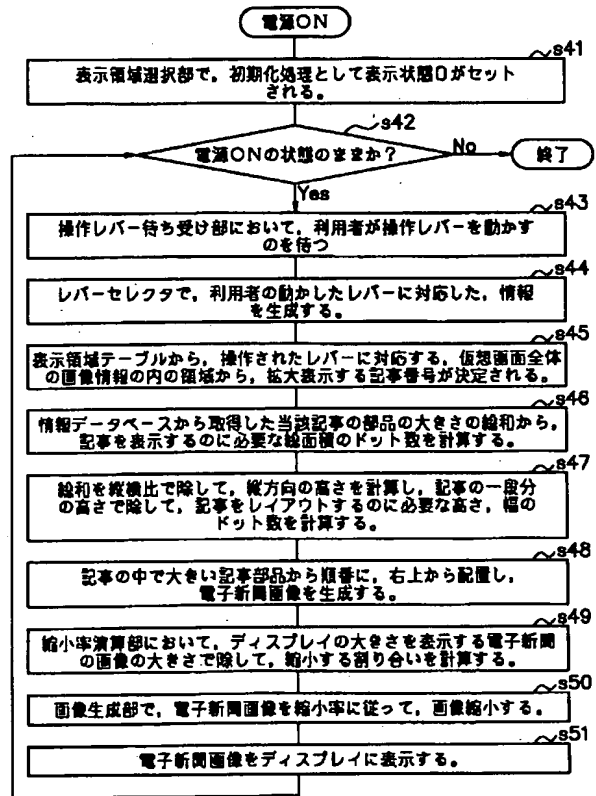 電源ON
s41
表示領域選択部で，初期化処理として表示状態0がセット
される。
s42
電源ONの状態のままか？
No
終了
Yes
s43
操作レバー待ち受け部において，利用者が操作レバーを動かす
のを待つ
s44
レバーセレクタで，利用者の動かしたレバーに対応した，情報
を生成する。
s45
表示領域テーブルから，操作されたレバーに対応する，仮想画面全体
の画像情報の内の領域から，拡大表示する記事番号が決定される。
s46
情報データベースから取得した当該記事の部品の大きさの総和から，
記事を表示するのに必要な総面積のドット数を計算する。
s47
総和を縦横比で除して，縦方向の高さを計算し，記事の一段分
の高さで除して，記事をレイアウトするのに必要な高さ，幅の
ドット数を計算する。
s48
記事の中で大きい記事部品から順番に，右上から配置し，
電子新聞画像を生成する。
s49
縮小率演算部において，ディスプレイの大きさを表示する電子新聞
の画像の大きさで除して，縮小する割り合いを計算する。
s50
画像生成部で，電子新聞画像を縮小率に従って，画像縮小する。
s51
電子新聞画像をディスプレイに表示する。